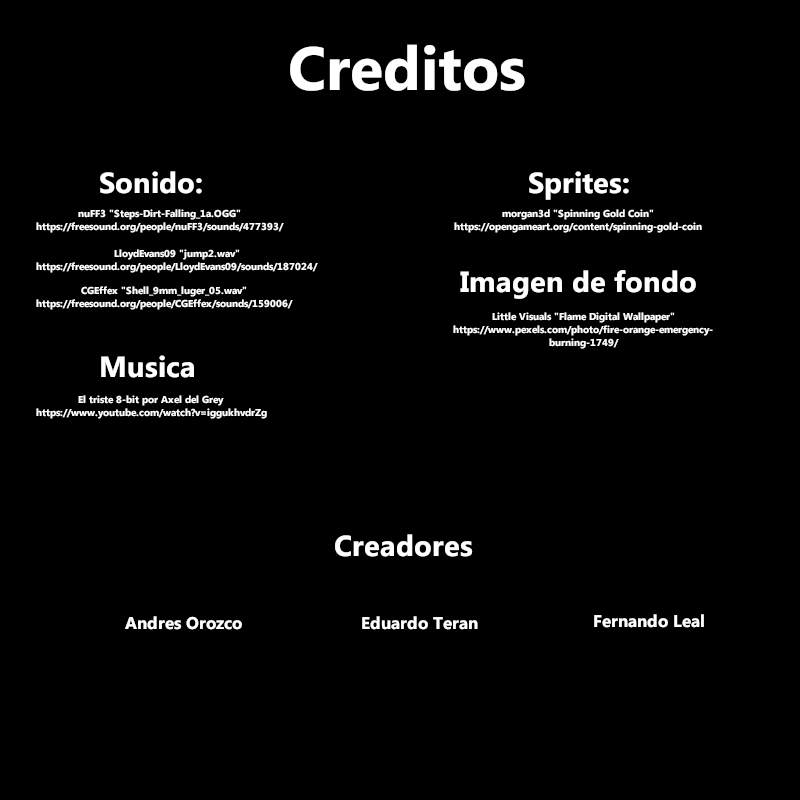 Creditos
Sonido:
nuFF3 "Steps-Dirt-Falling_1a.OGG"
https://freesound.org/people/nuFF3/sounds/477393/
LloydEvans09 "jump2.wav"
https://freesound.org/people/LloydEvans09/sounds/187024/
CGEffex "Shell_9mm_luger_05.wav"
https://freesound.org/people/CGEffex/sounds/159006/
Musica
El triste 8-bit por Axel del Grey
https://www.youtube.com/watch?v=iggukhvdrZg
Sprites:
morgan3d "Spinning Gold Coin"
https://opengameart.org/content/spinning-gold-coin
Imagen de fondo
Little Visuals "Flame Digital Wallpaper"
https://www.pexels.com/photo/fire-orange-emergency-
burning-1749/
Creadores
Andres Orozco
Eduardo Teran
Fernando Leal